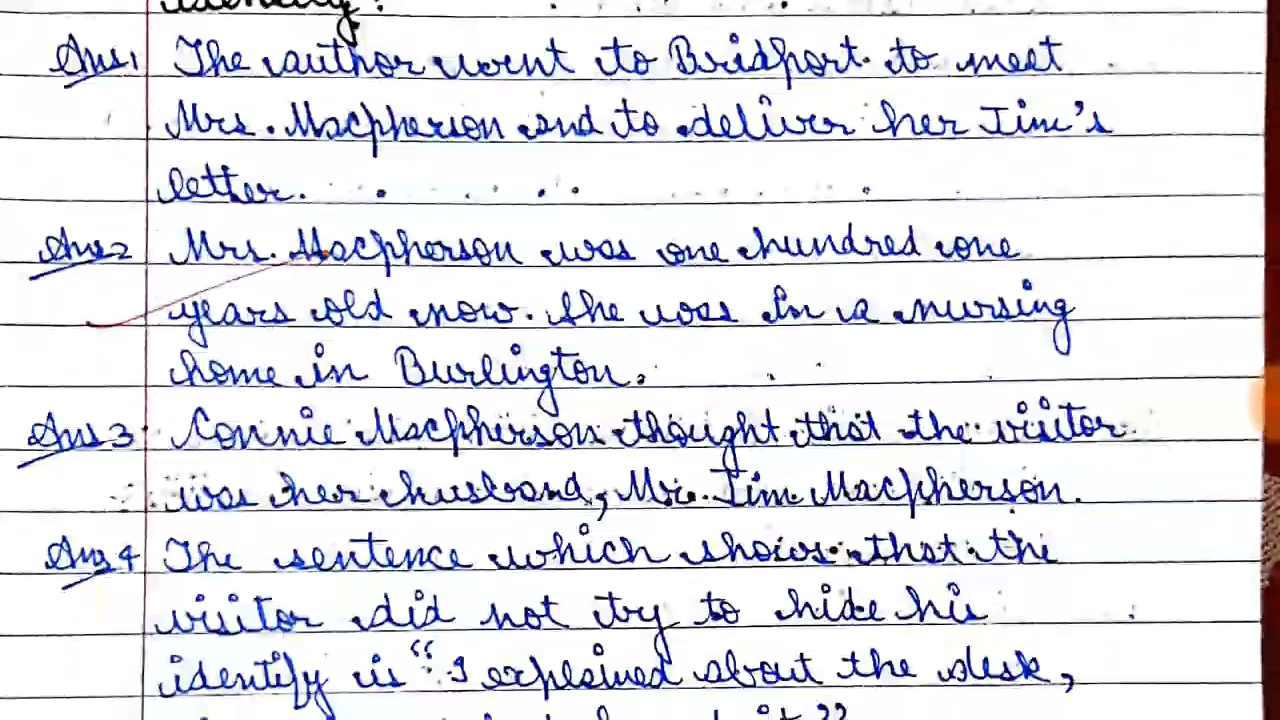 identity.
Ans1 The author went to Bridport to meet
Mrs. Macpherson and to deliver her Jim's
letter.
Ans2 Mrs. Macpherson was one hundred one
years old now. She was In a nursing
home in Burlington.
Ans3 Connie Macpherson thought that the visitor
was her husband, Mr. Jim Macpherson.
Ans4 The sentence which shows that the
visitor did not try to hide his
identify is " I explained about the desk,